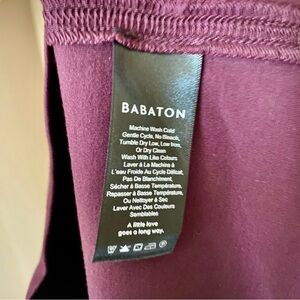 BABATON
Machine Wash Cold
Gentle Cycle, No Bleach,
Tumble Dry Low, Low Iron,
Or Dry Clean
Wash With Like Colours
Laver À La Machine À
L'eau Froide Au Cycle Délicat,
Pas De Blanchiment,
Sécher à Basse Température,
Repasser à Basse Température,
Ou Nettoyer à Sec
Laver Avec Des Couleurs
Semblables
A little love
goes a long way.